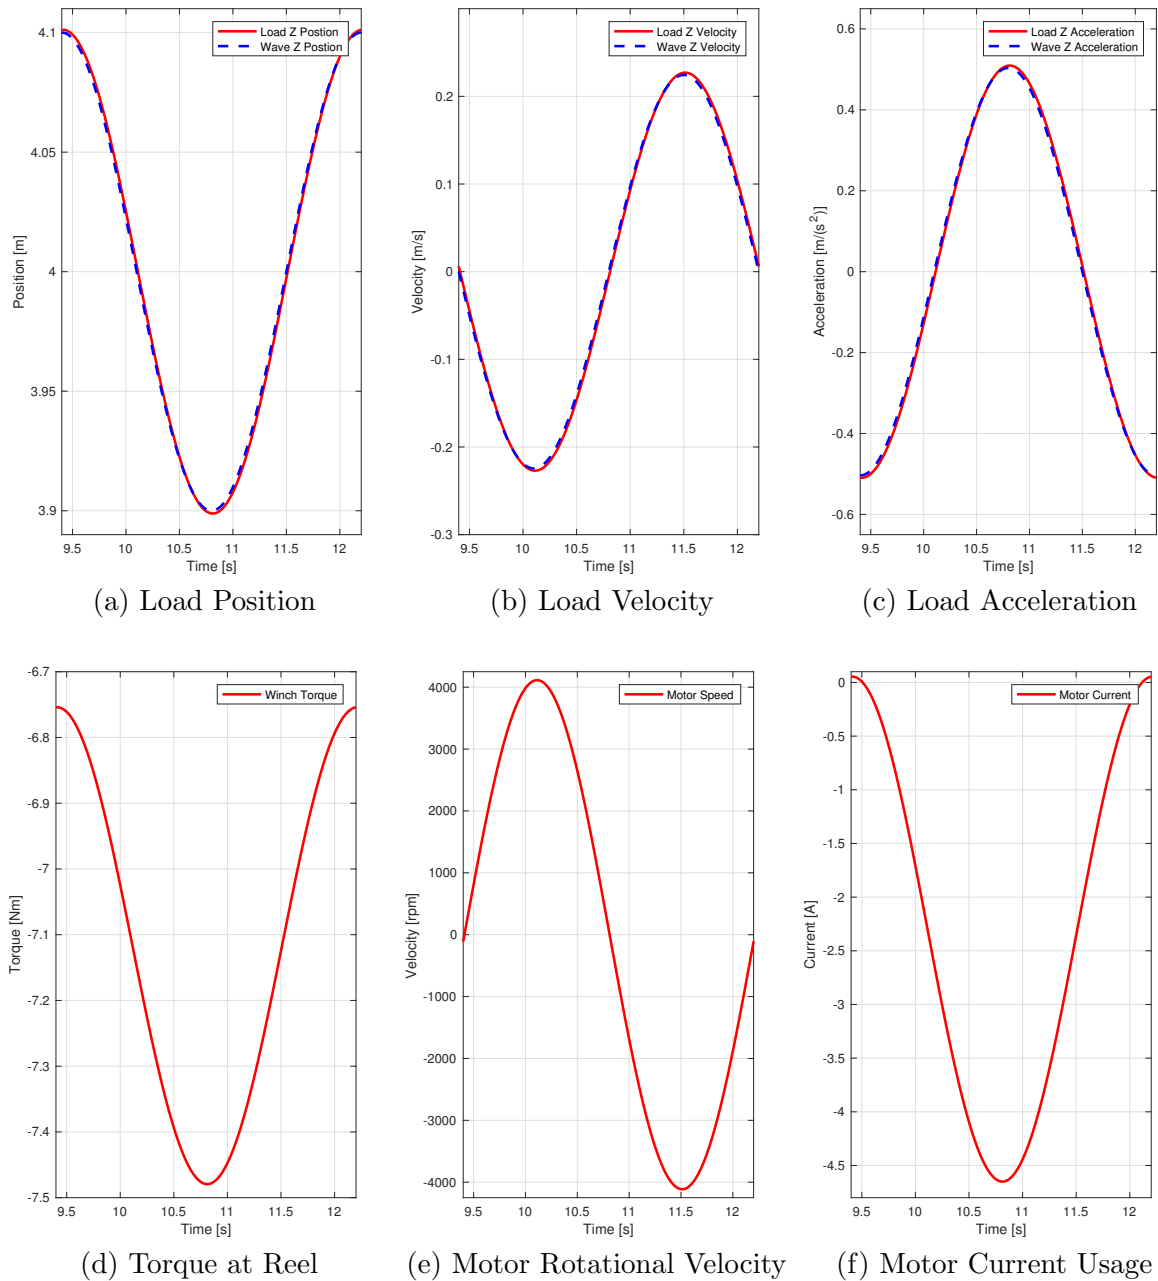 4.1
4.05
4
3.95
3.9
Position [m]
Load Z Postion
Wave Z Postion
9.5 10 10.5 11 11.5 12
Time [s]
(a) Load Position
0.2
0.1
0
-0.1
-0.2
-0.3
Velocity [m/s]
Load Z Velocity
Wave Z Velocity
9.5 10 10.5 11 11.5 12
Time [s]
(b) Load Velocity
0.6
0.4
0.2
0
-0.2
-0.4
-0.6
Acceleration [m/(s²)]
Load Z Acceleration
Wave Z Acceleration
9.5 10 10.5 11 11.5 12
Time [s]
(c) Load Acceleration
-6.7
-6.8
-6.9
-7
-7.1
-7.2
-7.3
-7.4
-7.5
Torque [Nm]
Winch Torque
9.5 10 10.5 11 11.5 12
Time [s]
(d) Torque at Reel
4000
3000
2000
1000
0
-1000
-2000
-3000
-4000
Velocity [rpm]
Motor Speed
9.5 10 10.5 11 11.5 12
Time [s]
(e) Motor Rotational Velocity
0
-0.5
-1
-1.5
-2
-2.5
-3
-3.5
-4
-4.5
Current [A]
Motor Current
9.5 10 10.5 11 11.5 12
Time [s]
(f) Motor Current Usage